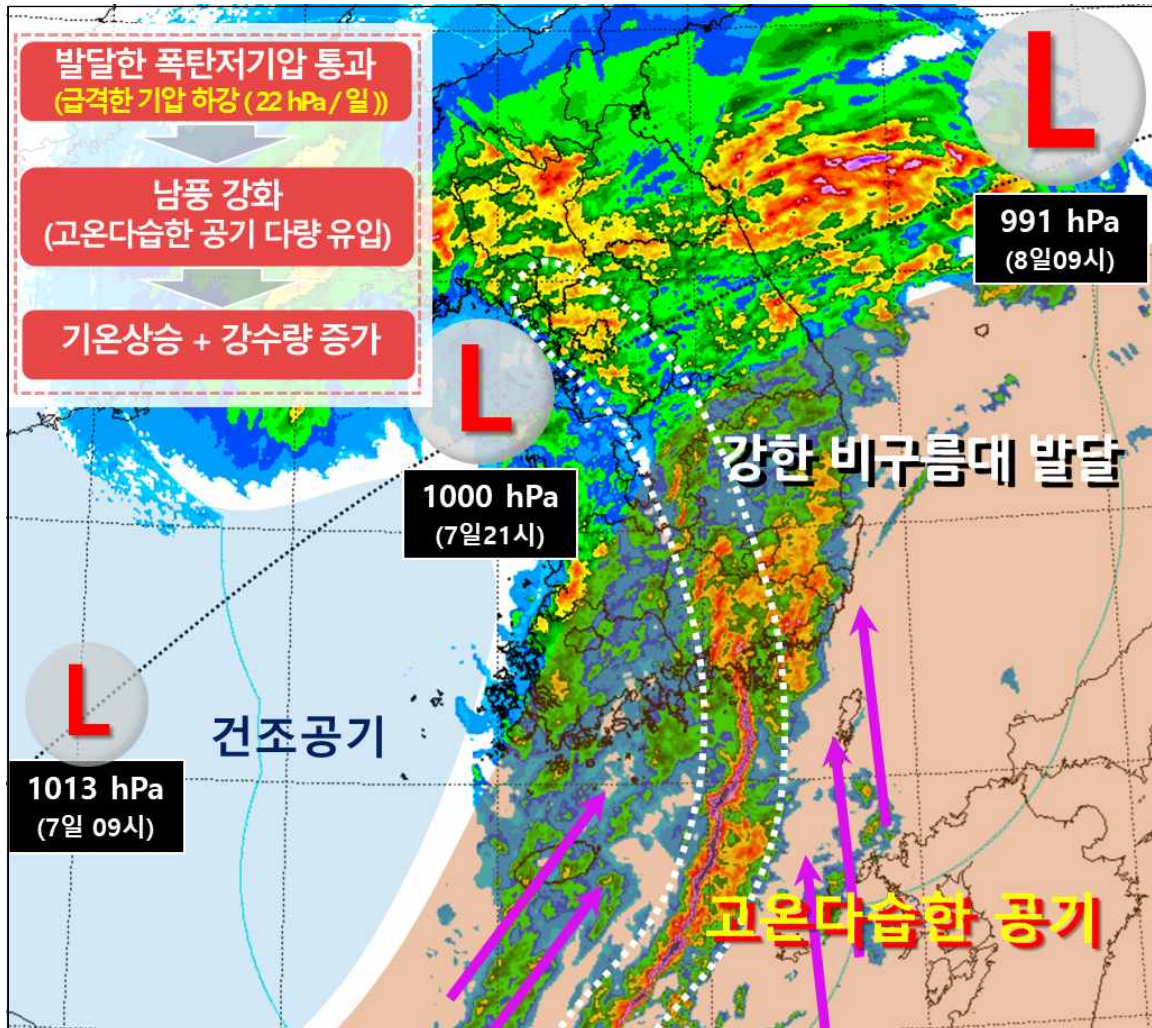 발달한 폭탄저기압 통과
(급격한 기압 하강 ( 22 hPa / 일 ))
남풍 강화
(고온다습한 공기 다량 유입)
기온상승 + 강수량 증가
L
991 hPa
(8일09시)
L
1000 hPa
(7일21시)
강한 비구름대 발달
L
1013 hPa
(7일 09시)
건조공기
고온다습한 공기